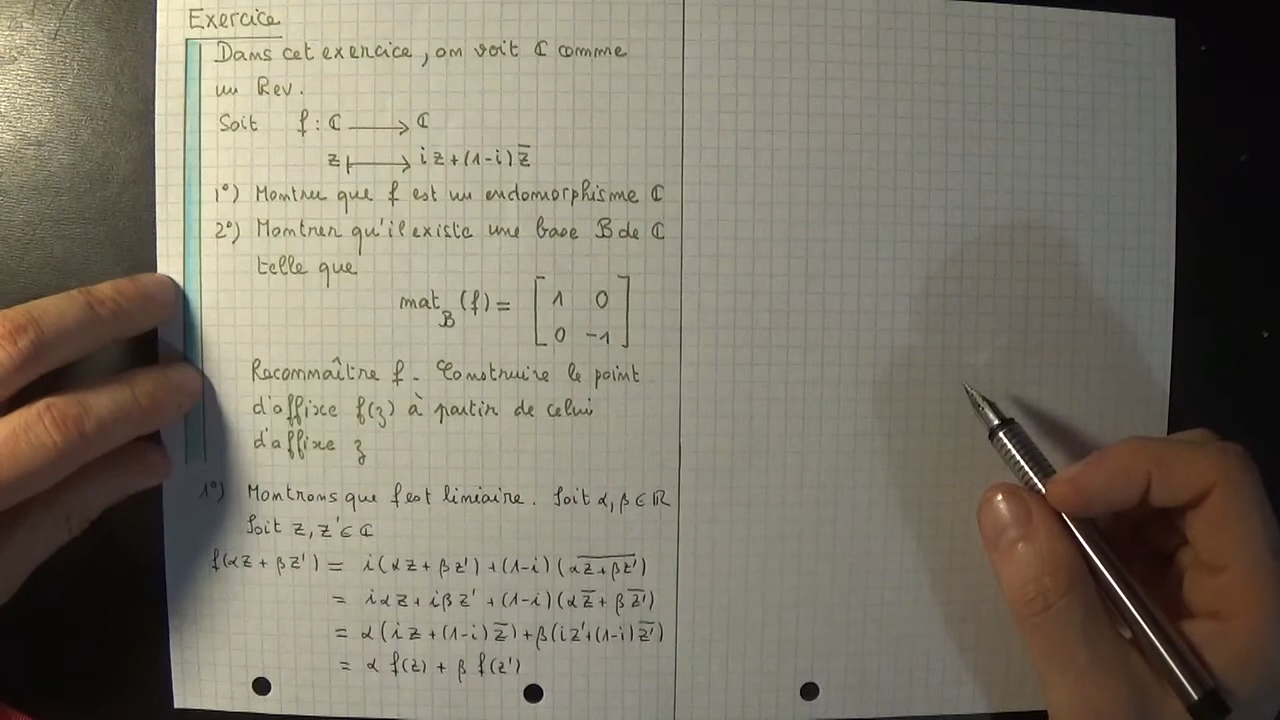 Exercice
Dans cet exercice, on voit ℂ comme
un Rev.
Soit f : ℂ ⟶ ℂ
z ⟼ i z + (1-i) z̅
1°) Montrer que f est un endomorphisme ℂ
2°) Montrer qu'il existe une base B de ℂ
telle que
mat_B (f) = [ 1 0
0 -1 ]
Reconnaître f. Construire le point
d'affixe f(z) à partir de celui
d'affixe z
1°) Montrons que f est liniaire. Soit α, β ∈ ℝ
Soit z, z' ∈ ℂ
f(αz + βz') = i(αz + βz') + (1-i)(\overline{αz + βz'})
= iαz + iβz' + (1-i)(α z̅ + β \overline{z'})
= α(iz + (1-i) z̅) + β(iz' + (1-i) \overline{z'})
= α f(z) + β f(z')